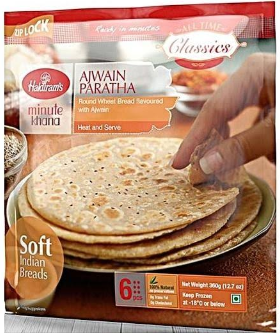 ZIP LOCK
Ready in minutes
ALL TIME
Classics
Haldiram's
minute
khana
AJWAIN
PARATHA
Round Wheat Bread flavoured
with Ajwain
Heat and Serve
Soft
Indian
Breads
6 pcs
100% Natural
Net Weight 360g (12.7 oz)
Keep Frozen
at -18°C or below